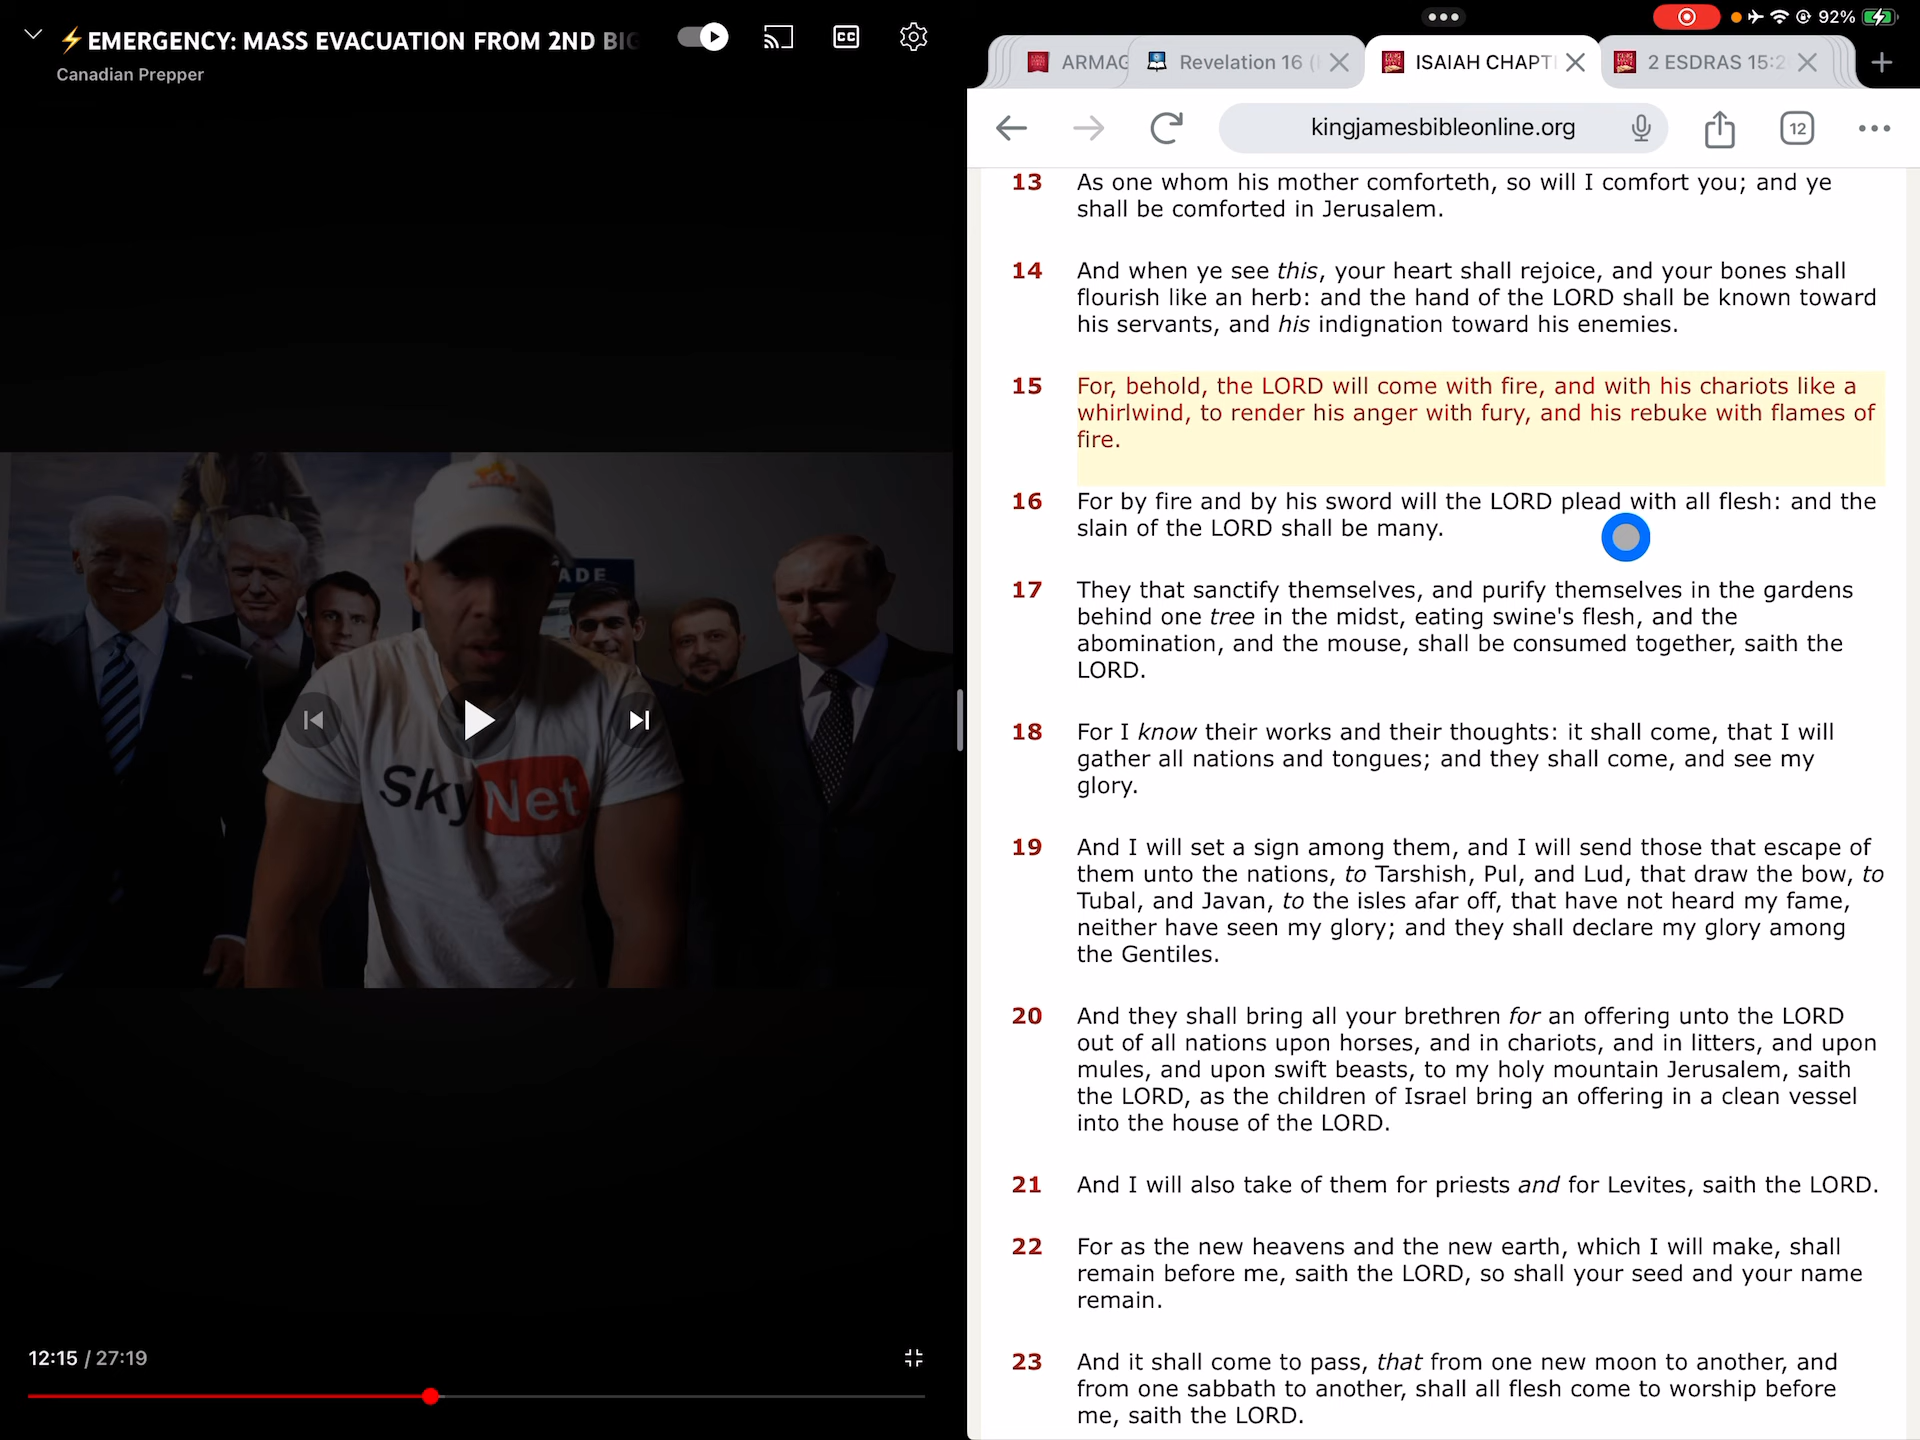 ⚡EMERGENCY: MASS EVACUATION FROM 2ND BIG
Canadian Prepper
CC
ADE
SkyNet
12:15 / 27:19
92%
ARMAG
Revelation 16 (
ISAIAH CHAPT
2 ESDRAS 15:2
kingjamesbibleonline.org
12
13 As one whom his mother comforteth, so will I comfort you; and ye
shall be comforted in Jerusalem.
14 And when ye see this, your heart shall rejoice, and your bones shall
flourish like an herb: and the hand of the LORD shall be known toward
his servants, and his indignation toward his enemies.
15 For, behold, the LORD will come with fire, and with his chariots like a
whirlwind, to render his anger with fury, and his rebuke with flames of
fire.
16 For by fire and by his sword will the LORD plead with all flesh: and the
slain of the LORD shall be many.
17 They that sanctify themselves, and purify themselves in the gardens
behind one tree in the midst, eating swine's flesh, and the
abomination, and the mouse, shall be consumed together, saith the
LORD.
18 For I know their works and their thoughts: it shall come, that I will
gather all nations and tongues; and they shall come, and see my
glory.
19 And I will set a sign among them, and I will send those that escape of
them unto the nations, to Tarshish, Pul, and Lud, that draw the bow, to
Tubal, and Javan, to the isles afar off, that have not heard my fame,
neither have seen my glory; and they shall declare my glory among
the Gentiles.
20 And they shall bring all your brethren for an offering unto the LORD
out of all nations upon horses, and in chariots, and in litters, and upon
mules, and upon swift beasts, to my holy mountain Jerusalem, saith
the LORD, as the children of Israel bring an offering in a clean vessel
into the house of the LORD.
21 And I will also take of them for priests and for Levites, saith the LORD.
22 For as the new heavens and the new earth, which I will make, shall
remain before me, saith the LORD, so shall your seed and your name
remain.
23 And it shall come to pass, that from one new moon to another, and
from one sabbath to another, shall all flesh come to worship before
me, saith the LORD.